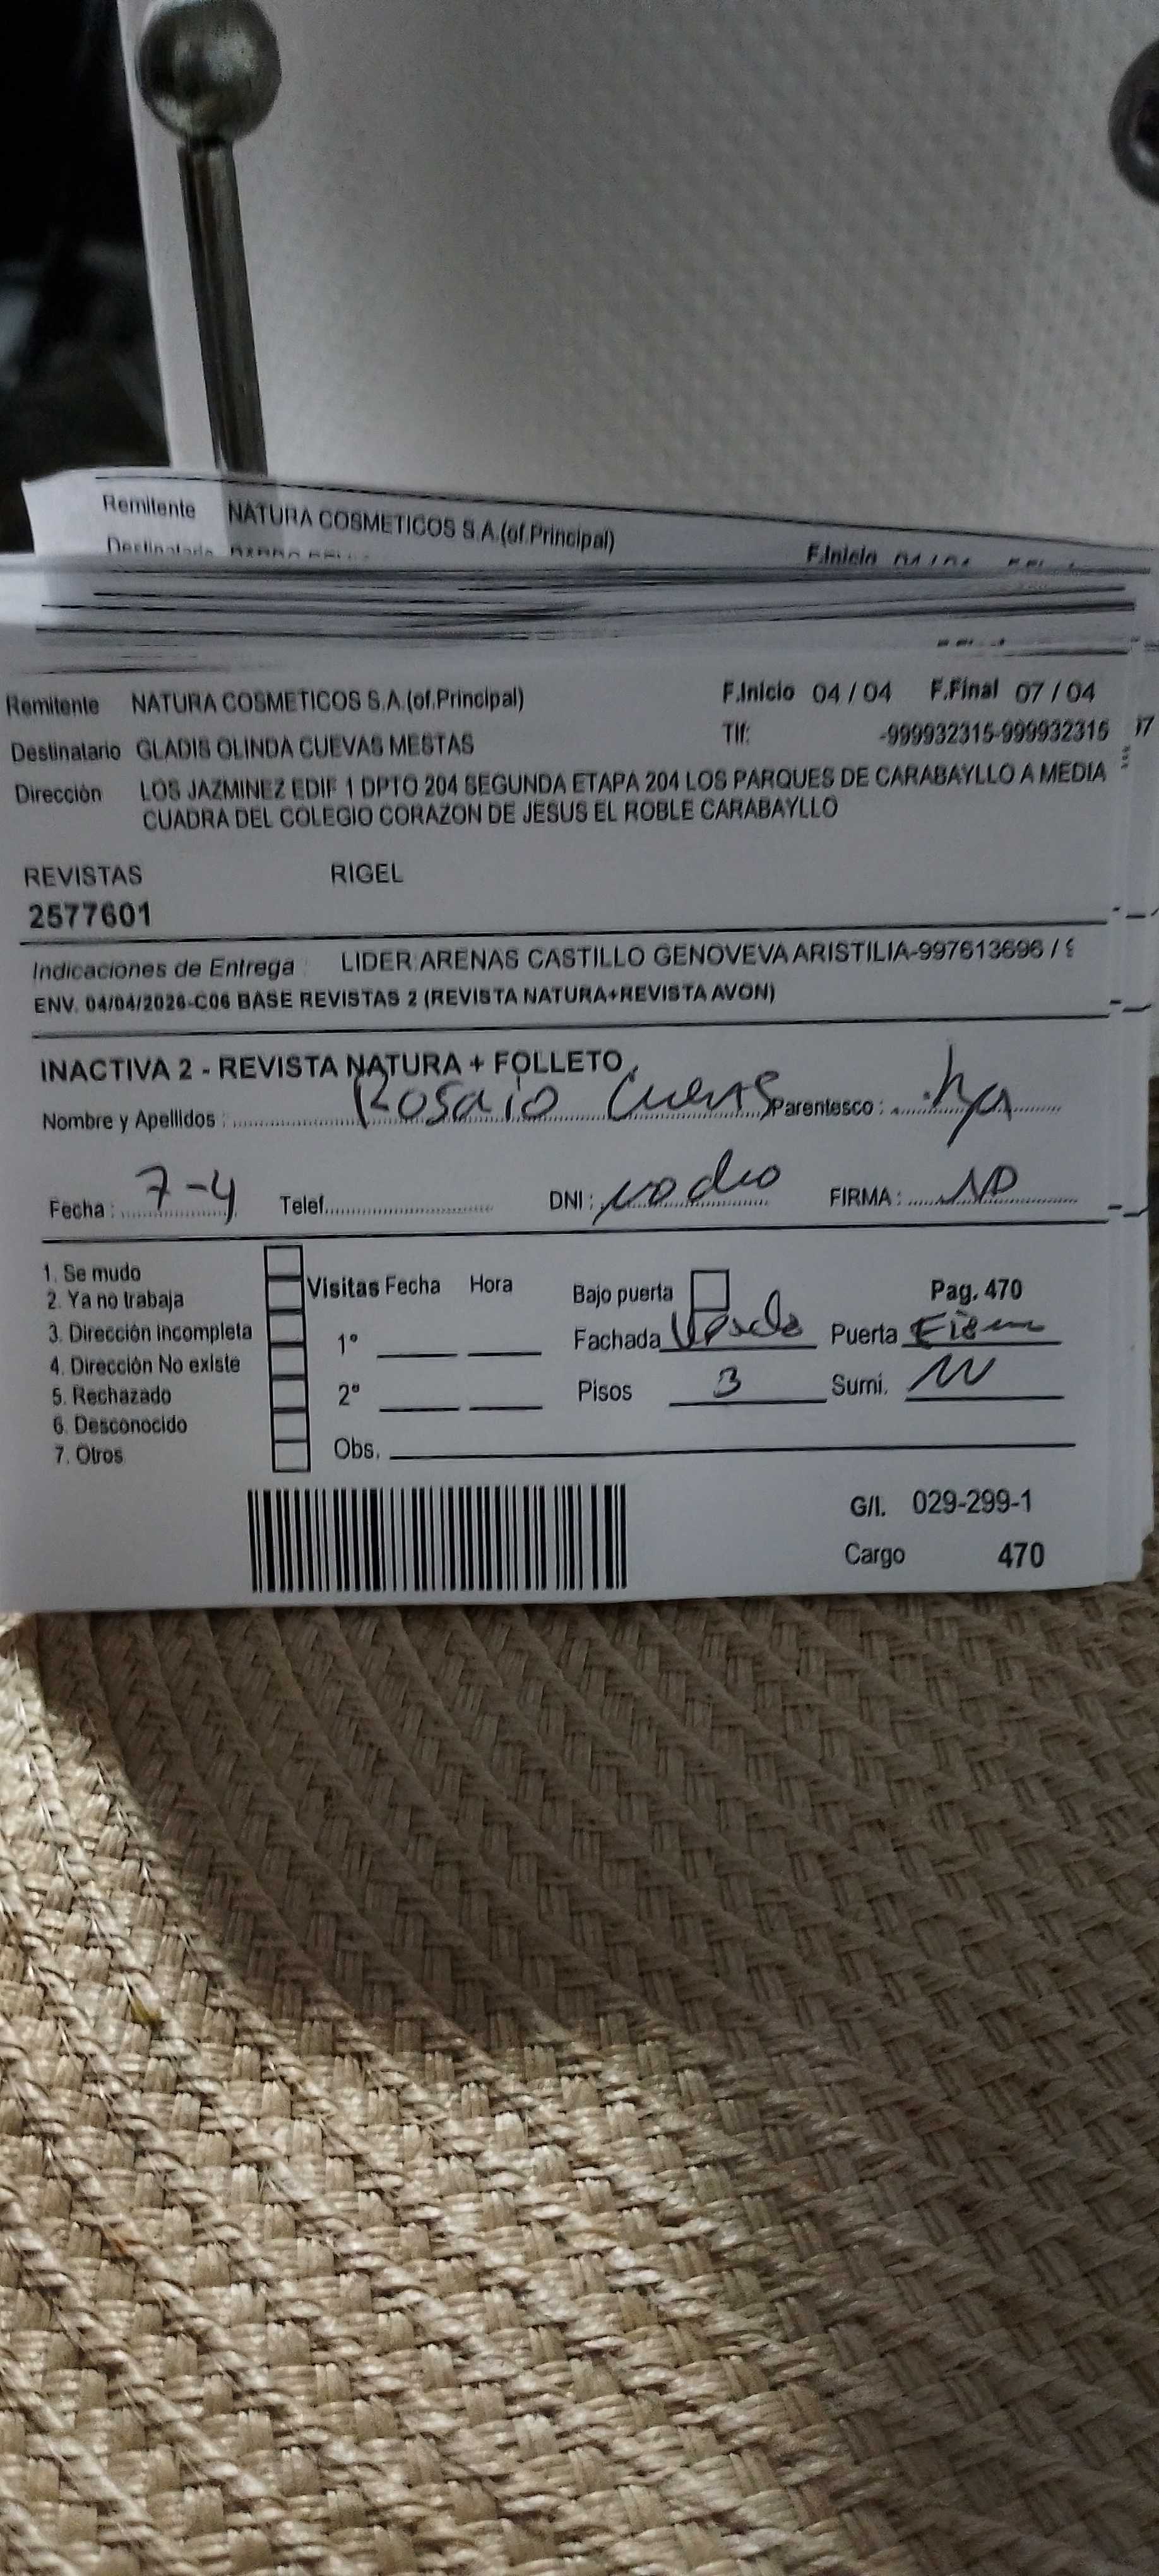 Remitente NATURA COSMETICOS S.A.(of.Principal)
Destinatario
F.Inicio 04 / 04
Remitente NATURA COSMETICOS S.A.(of.Principal) F.Inicio 04 / 04 F.Final 07 / 04
Destinatario GLADIS OLINDA CUEVAS MESTAS Tlf: -999932315-999932315
Dirección LOS JAZMINEZ EDIF 1 DPTO 204 SEGUNDA ETAPA 204 LOS PARQUES DE CARABAYLLO A MEDIA
CUADRA DEL COLEGIO CORAZON DE JESUS EL ROBLE CARABAYLLO
REVISTAS RIGEL
2577601
Indicaciones de Entrega : LIDER:ARENAS CASTILLO GENOVEVA ARISTILIA-997613696 /
ENV. 04/04/2026-C06 BASE REVISTAS 2 (REVISTA NATURA+REVISTA AVON)
INACTIVA 2 - REVISTA NATURA + FOLLETO
Nombre y Apellidos : Rosaio Cuevas Parentesco : hja
Fecha : 7-4 Telef. DNI : no dio FIRMA : NO
1. Se mudo
2. Ya no trabaja
3. Dirección incompleta
4. Dirección No existe
5. Rechazado
6. Desconocido
7. Otros
Visitas Fecha Hora
1°
2°
Obs.
Bajo puerta Pag. 470
Fachada Puerta
Pisos 3 Sumi.
G/I. 029-299-1
Cargo 470